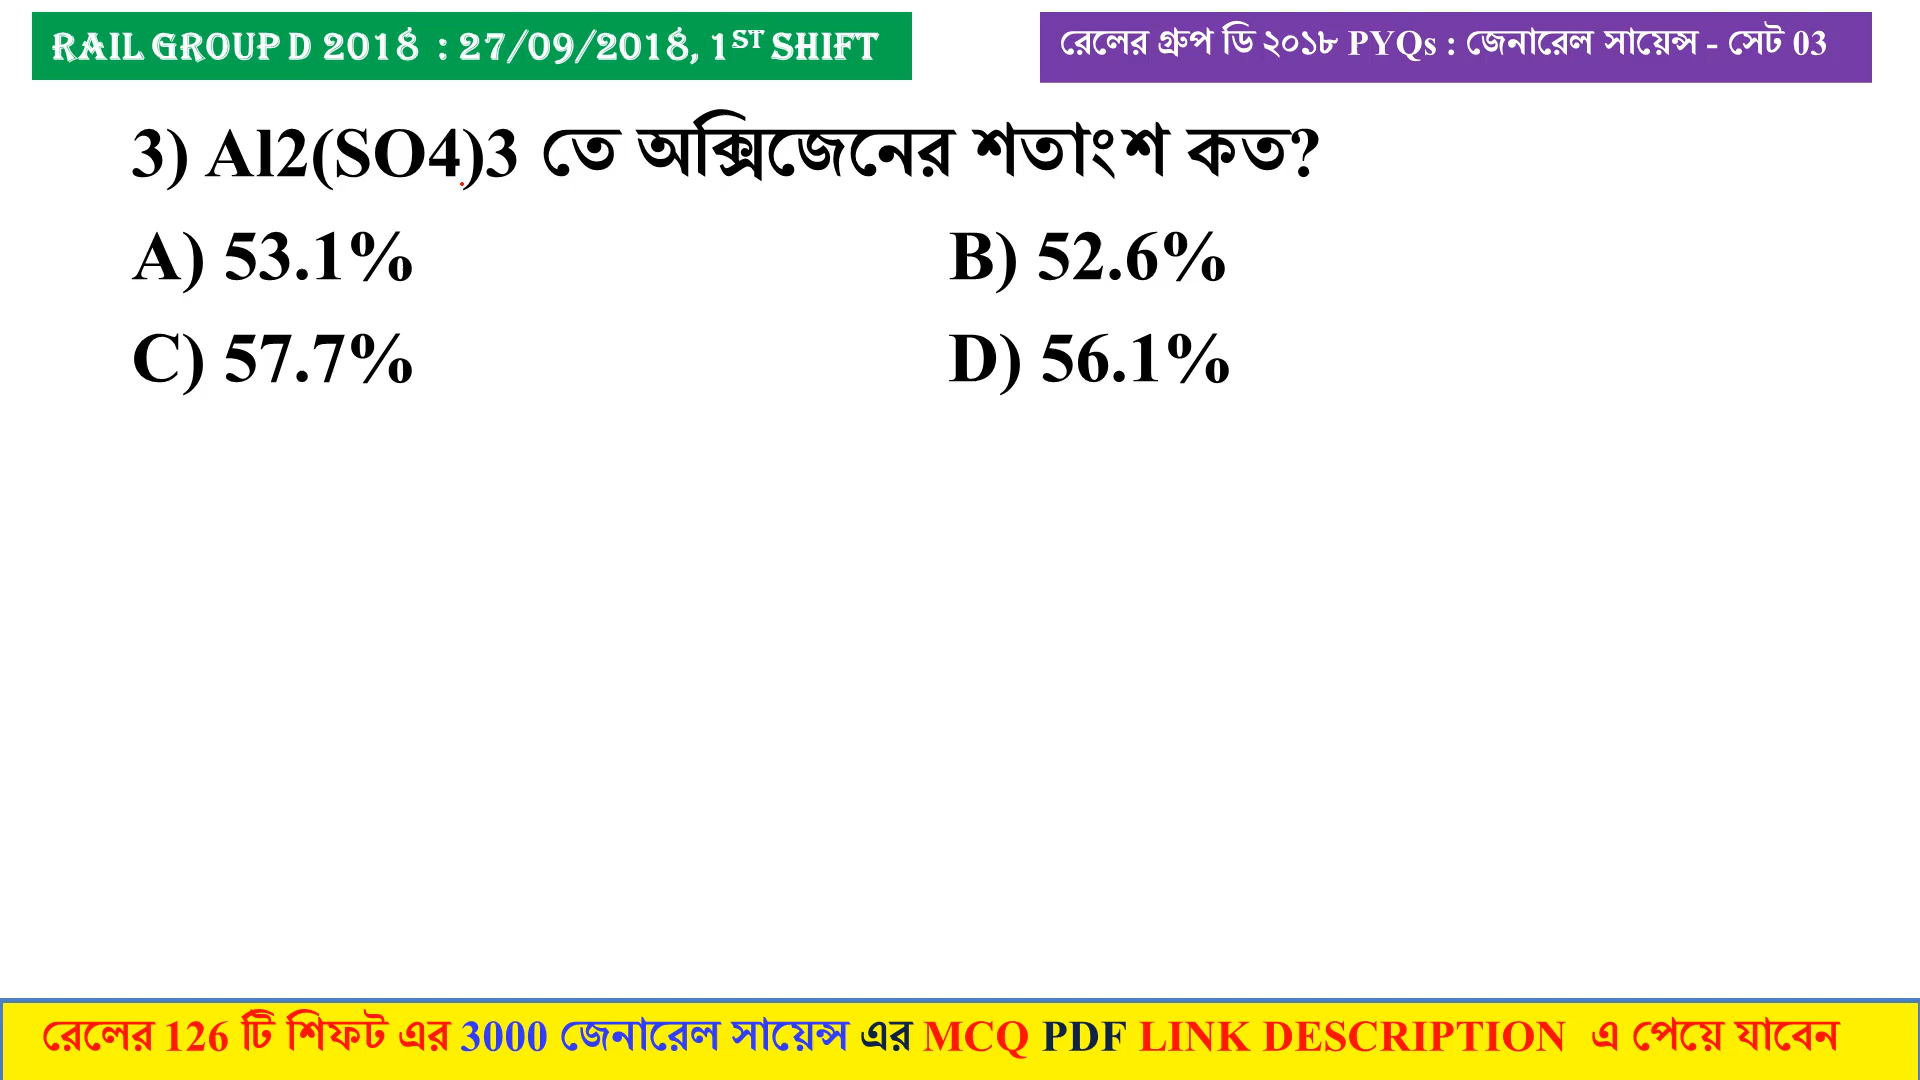 RAIL GROUP D 2018 : 27/09/2018, 1ST SHIFT
রেলের গ্রুপ ডি ২০১৮ PYQs : জেনারেল সায়েন্স - সেট 03
3) Al2(SO4)3 তে অক্সিজেনের শতাংশ কত?
A) 53.1% B) 52.6%
C) 57.7% D) 56.1%
রেলের 126 টি শিফট এর 3000 জেনারেল সায়েন্স এর MCQ PDF LINK DESCRIPTION এ পেয়ে যাবেন